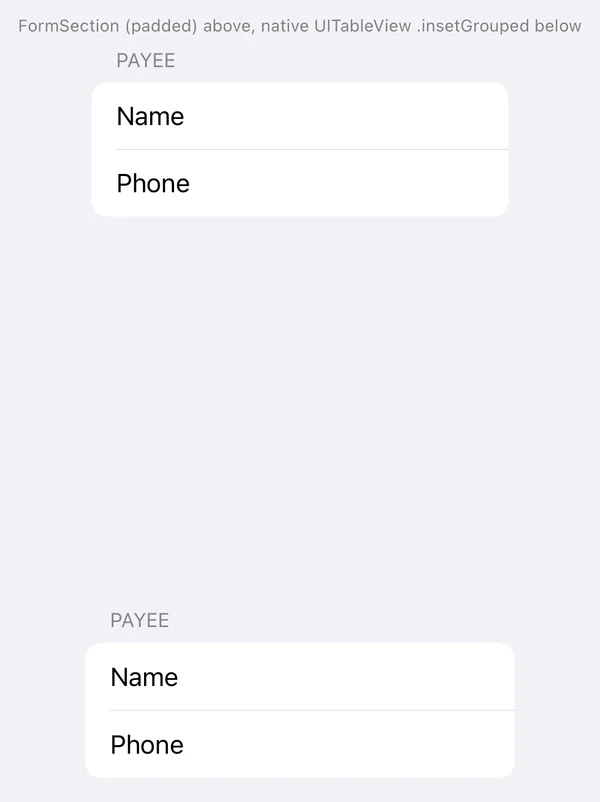 FormSection (padded) above, native UITableView .insetGrouped below
PAYEE
Name
Phone
PAYEE
Name
Phone